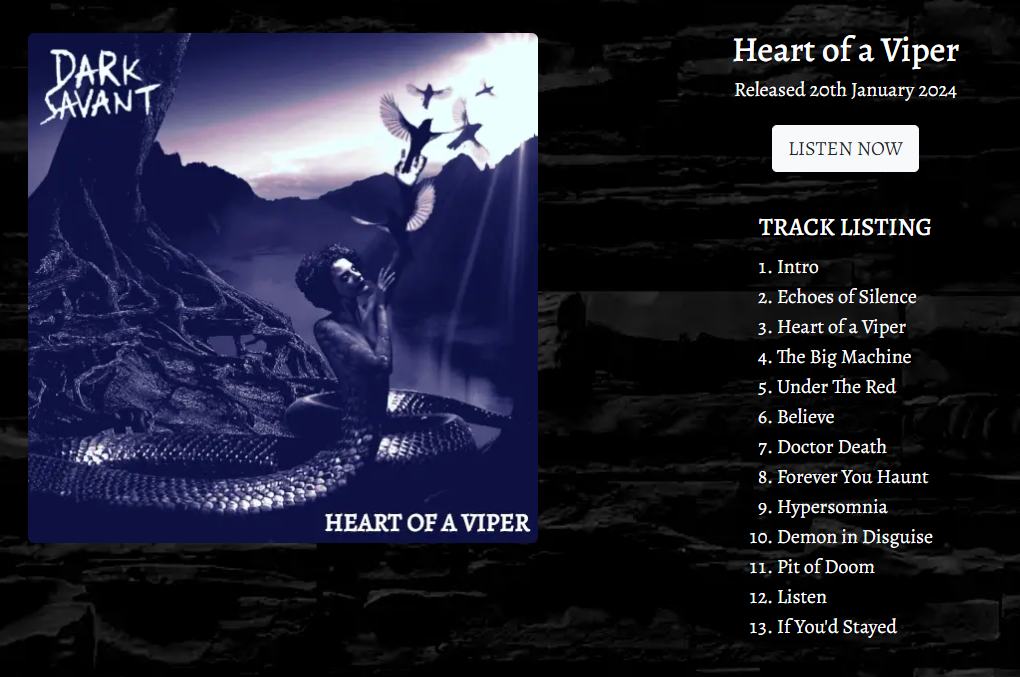 DARK
SAVANT
HEART OF A VIPER
Heart of a Viper
Released 20th January 2024
LISTEN NOW
TRACK LISTING
1. Intro
2. Echoes of Silence
3. Heart of a Viper
4. The Big Machine
5. Under The Red
6. Believe
7. Doctor Death
8. Forever You Haunt
9. Hypersomnia
10. Demon in Disguise
11. Pit of Doom
12. Listen
13. If You'd Stayed